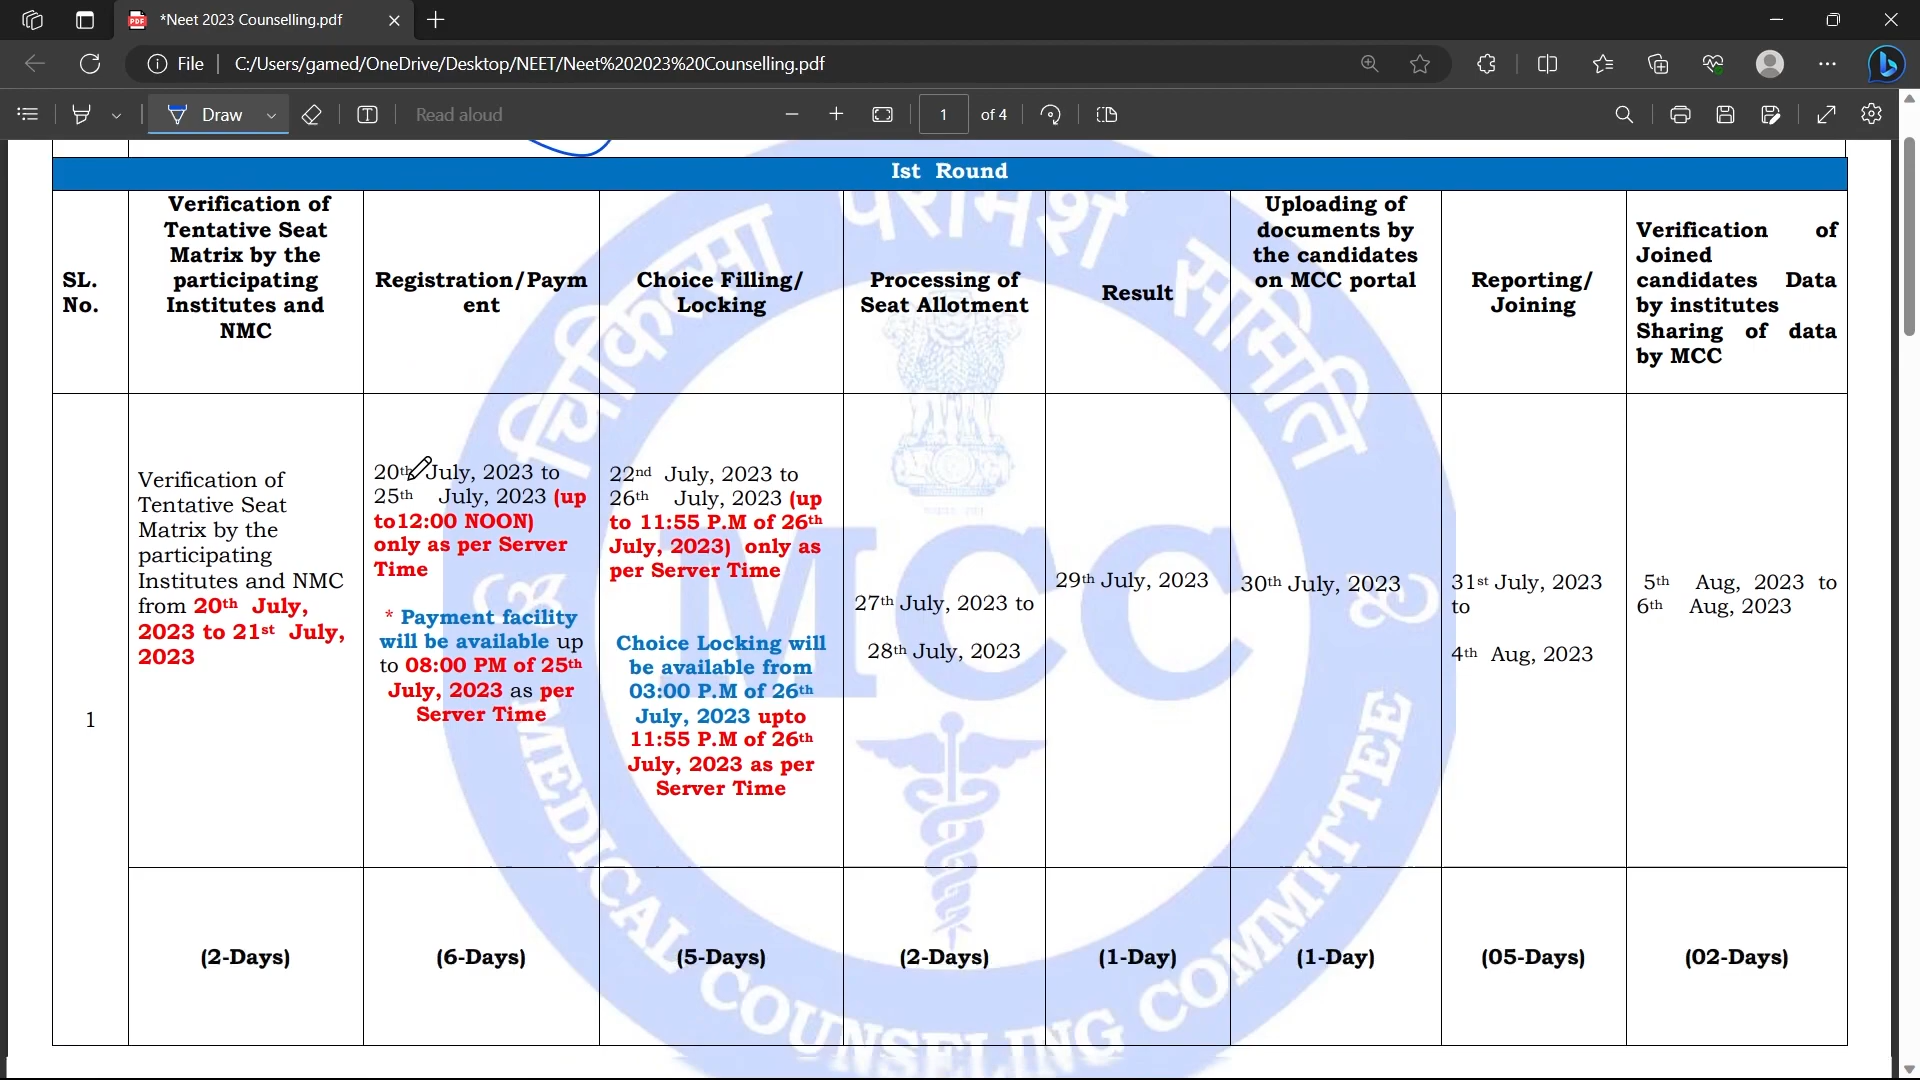 *Neet 2023 Counselling.pdf
File
C:/Users/gamed/OneDrive/Desktop/NEET/Neet%202023%20Counselling.pdf
Draw
Read aloud
1
of 4
Ist Round
SL.
No.
Verification of
Tentative Seat
Matrix by the
participating
Institutes and
NMC
Registration/Paym
ent
Choice Filling/
Locking
Processing of
Seat Allotment
Result
Uploading of
documents by
the candidates
on MCC portal
Reporting/
Joining
Verification of
Joined
candidates Data
by institutes
Sharing of data
by MCC
1
Verification of
Tentative Seat
Matrix by the
participating
Institutes and NMC
from 20th July,
2023 to 21st July,
2023
20th July, 2023 to
25th July, 2023 (up
to12:00 NOON)
only as per Server
Time
* Payment facility
will be available up
to 08:00 PM of 25th
July, 2023 as per
Server Time
22nd July, 2023 to
26th July, 2023 (up
to 11:55 P.M of 26th
July, 2023) only as
per Server Time
Choice Locking will
be available from
03:00 P.M of 26th
July, 2023 upto
11:55 P.M of 26th
July, 2023 as per
Server Time
27th July, 2023 to
28th July, 2023
29th July, 2023
30th July, 2023
31st July, 2023
to
4th Aug, 2023
5th Aug, 2023 to
6th Aug, 2023
(2-Days)
(6-Days)
(5-Days)
(2-Days)
(1-Day)
(1-Day)
(05-Days)
(02-Days)
चिकित्सा परामर्श समिति
MCC
MEDICAL COUNSELING COMMITTEE